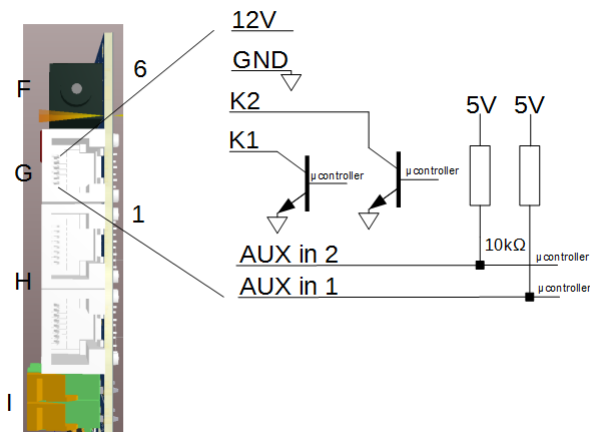 12V
6
GND
F
K2
5V 5V
K1
G
μcontroller
μcontroller
1
10kΩ
AUX in 2
μcontroller
H
AUX in 1
μcontroller
I